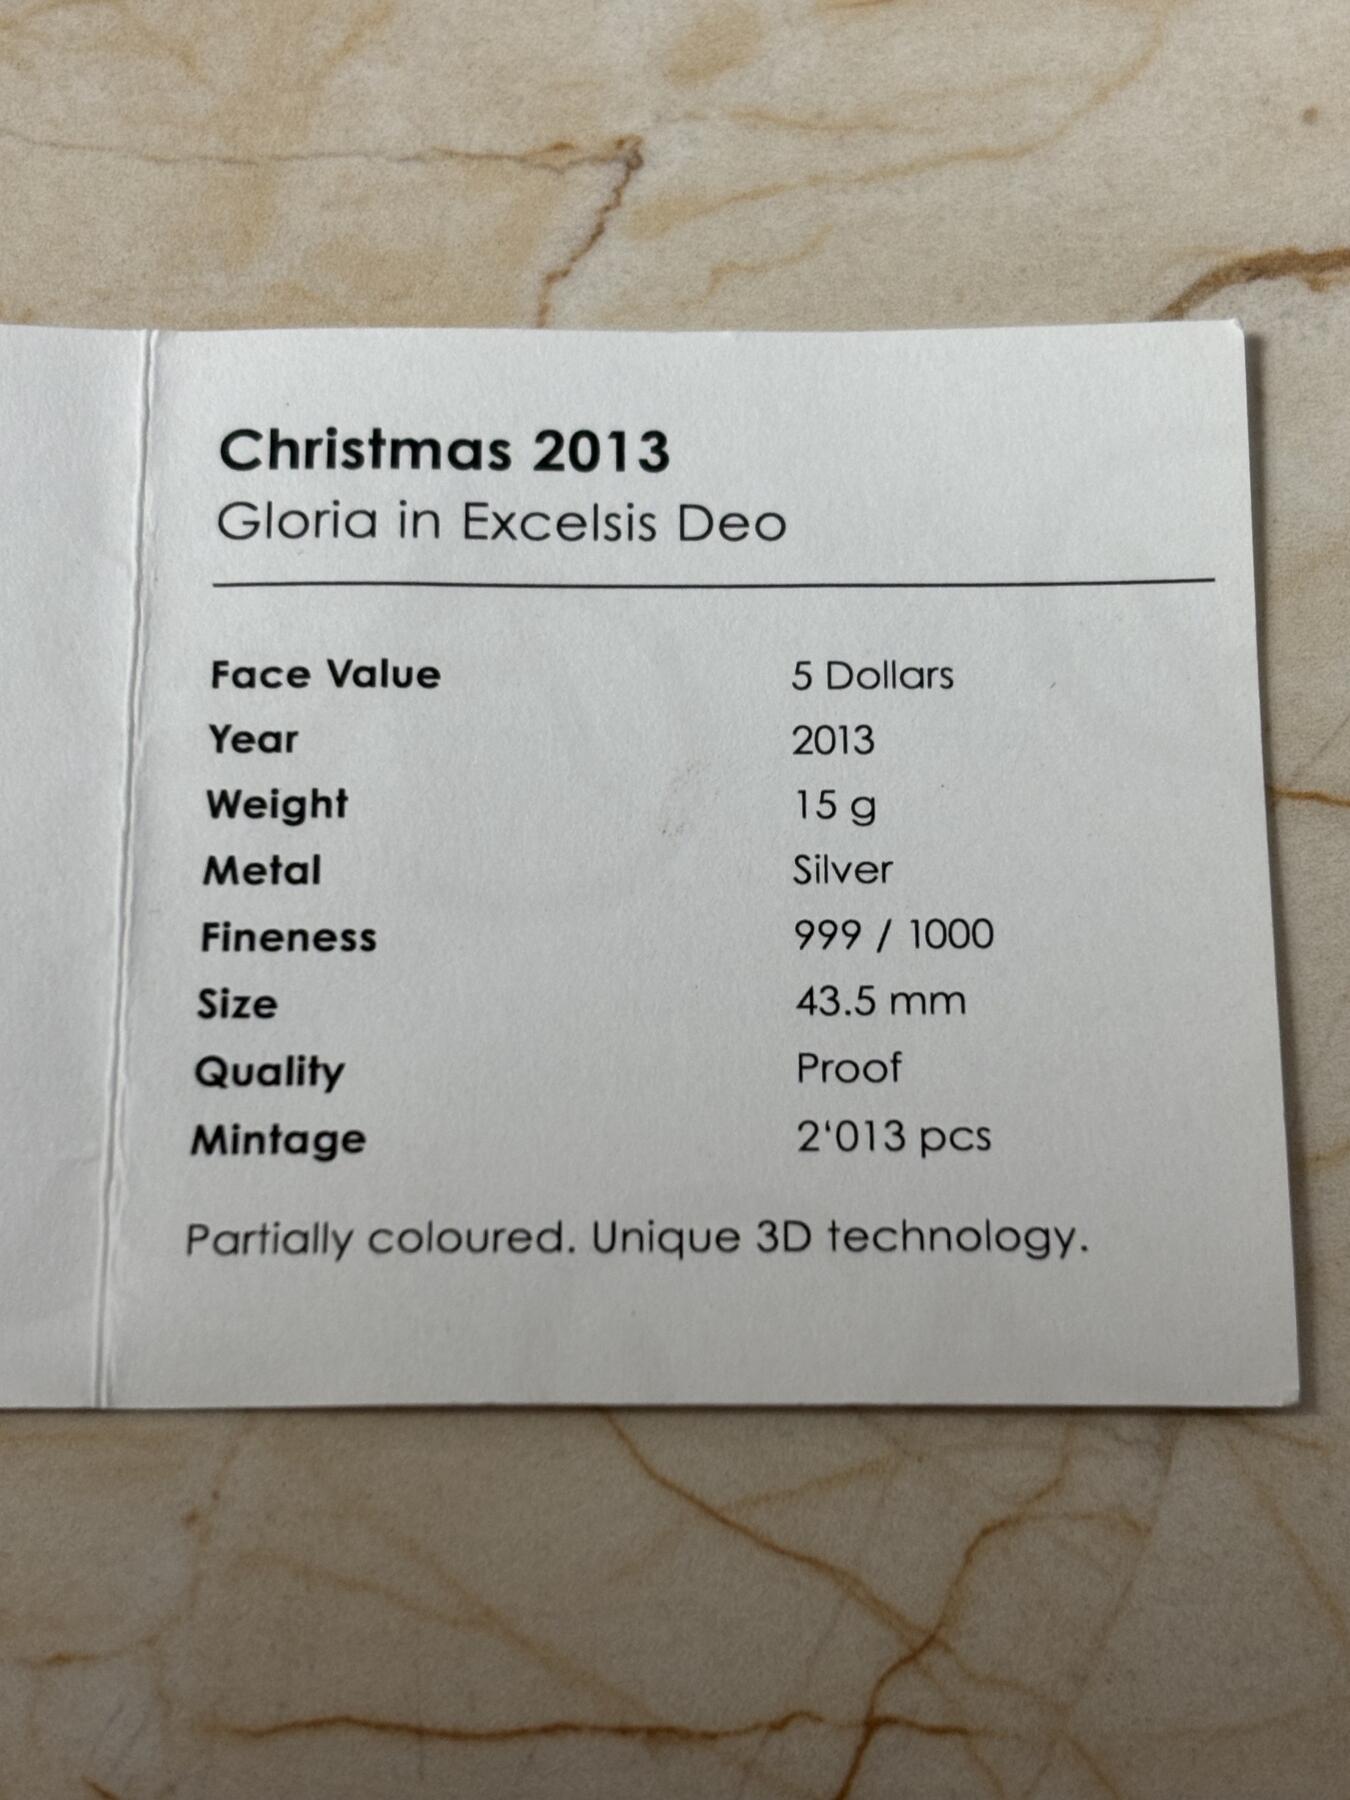 Christmas 2013
Gloria in Excelsis Deo
Face Value 5 Dollars
Year 2013
Weight 15 g
Metal Silver
Fineness 999 / 1000
Size 43.5 mm
Quality Proof
Mintage 2‘013 pcs
Partially coloured. Unique 3D technology.